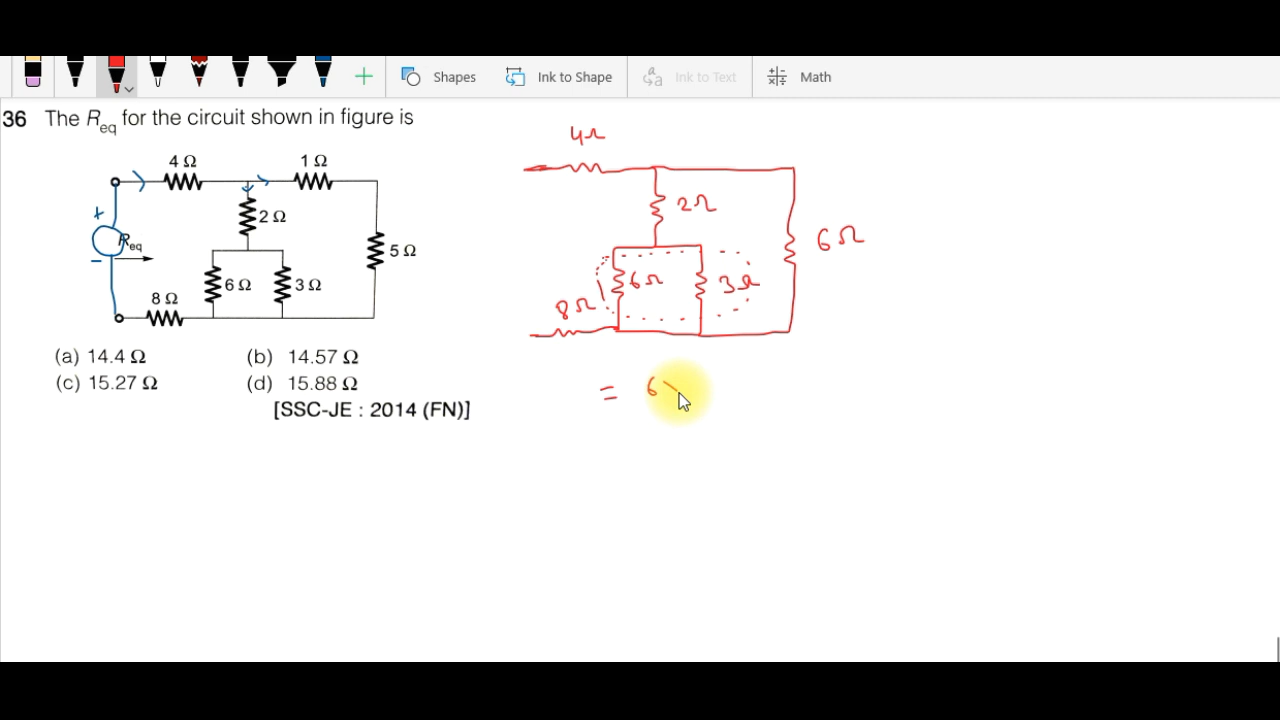 Shapes Ink to Shape Ink to Text Math
36 The Req for the circuit shown in figure is
4 Ω 1 Ω
2 Ω
+
Req
5 Ω
-
6 Ω 3 Ω
8 Ω
(a) 14.4 Ω (b) 14.57 Ω
(c) 15.27 Ω (d) 15.88 Ω
[SSC-JE : 2014 (FN)]
4Ω
2Ω
6Ω
6Ω 3Ω
8Ω
= 6